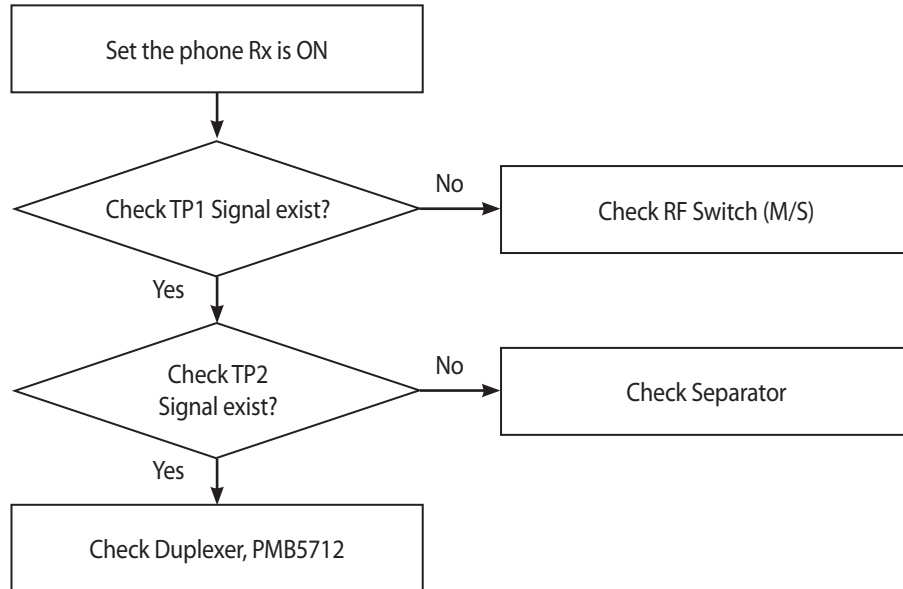 Set the phone Rx is ON
Check TP1 Signal exist?
No
Check RF Switch (M/S)
Yes
Check TP2
Signal exist?
No
Check Separator
Yes
Check Duplexer, PMB5712